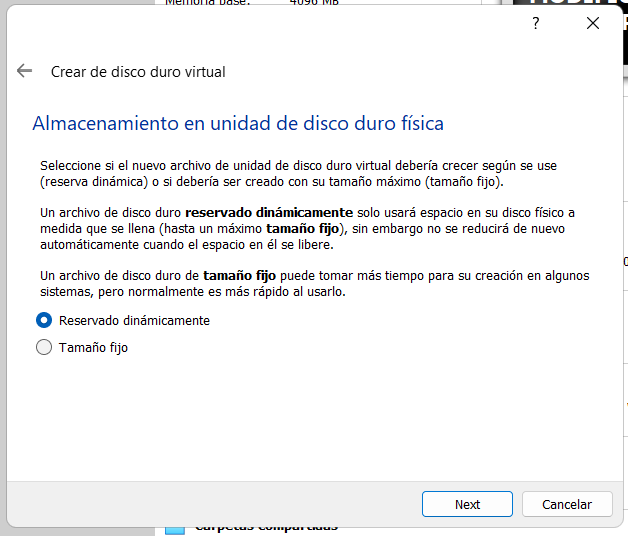 Memoria base: 4096 MB
?
Crear de disco duro virtual
Almacenamiento en unidad de disco duro física
Seleccione si el nuevo archivo de unidad de disco duro virtual debería crecer según se use
(reserva dinámica) o si debería ser creado con su tamaño máximo (tamaño fijo).
Un archivo de disco duro reservado dinámicamente solo usará espacio en su disco físico a
medida que se llena (hasta un máximo tamaño fijo), sin embargo no se reducirá de nuevo
automáticamente cuando el espacio en él se libere.
Un archivo de disco duro de tamaño fijo puede tomar más tiempo para su creación en algunos
sistemas, pero normalmente es más rápido al usarlo.
Reservado dinámicamente
Tamaño fijo
Next
Cancelar
Carpetas compartidas